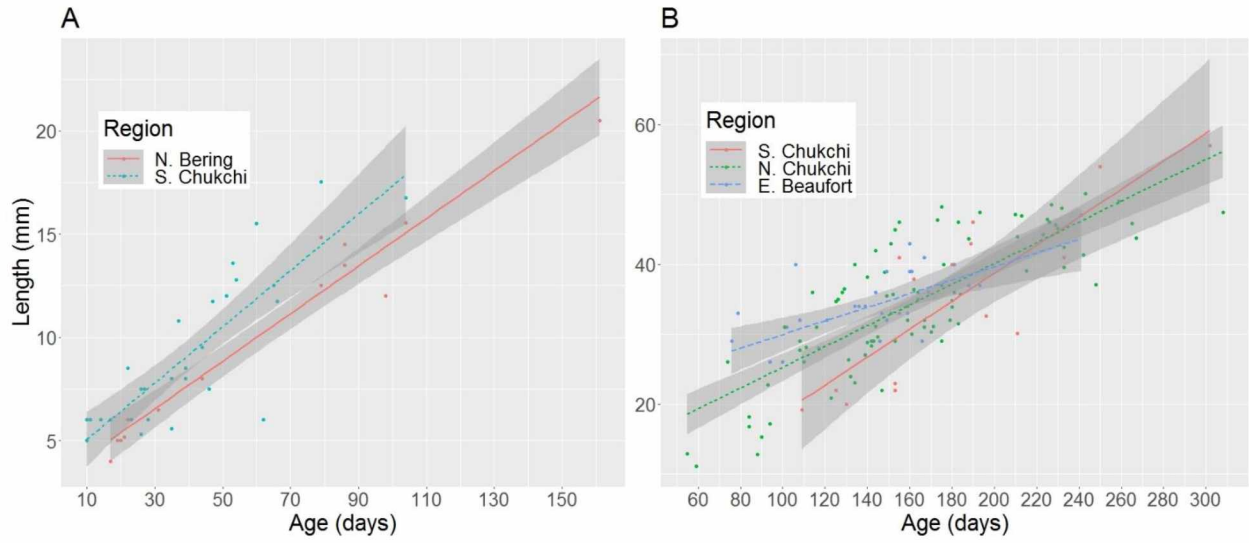 A
B
Region
N. Bering
S. Chukchi
Region
S. Chukchi
N. Chukchi
E. Beaufort
Length (mm)
20
15
10
5
60
40
20
10 30 50 70 90 110 130 150
60 80 100 120 140 160 180 200 220 240 260 280 300
Age (days)
Age (days)